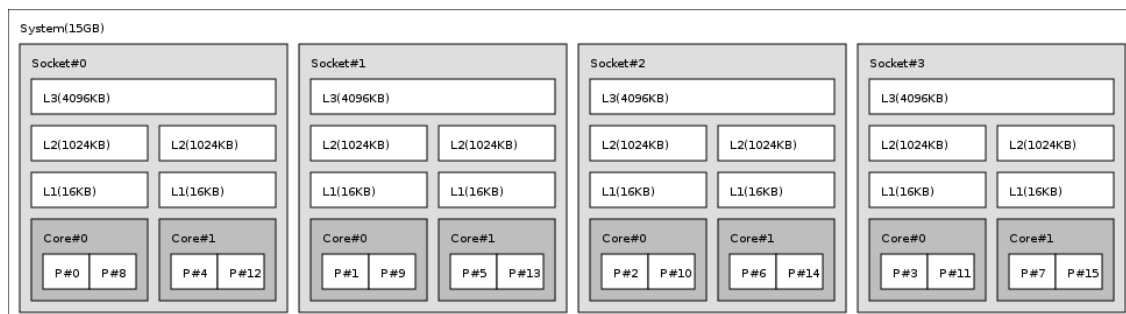 System(15GB)
Socket#0
L3(4096KB)
L2(1024KB) L2(1024KB)
L1(16KB) L1(16KB)
Core#0 Core#1
P#0 P#8 P#4 P#12
Socket#1
L3(4096KB)
L2(1024KB) L2(1024KB)
L1(16KB) L1(16KB)
Core#0 Core#1
P#1 P#9 P#5 P#13
Socket#2
L3(4096KB)
L2(1024KB) L2(1024KB)
L1(16KB) L1(16KB)
Core#0 Core#1
P#2 P#10 P#6 P#14
Socket#3
L3(4096KB)
L2(1024KB) L2(1024KB)
L1(16KB) L1(16KB)
Core#0 Core#1
P#3 P#11 P#7 P#15